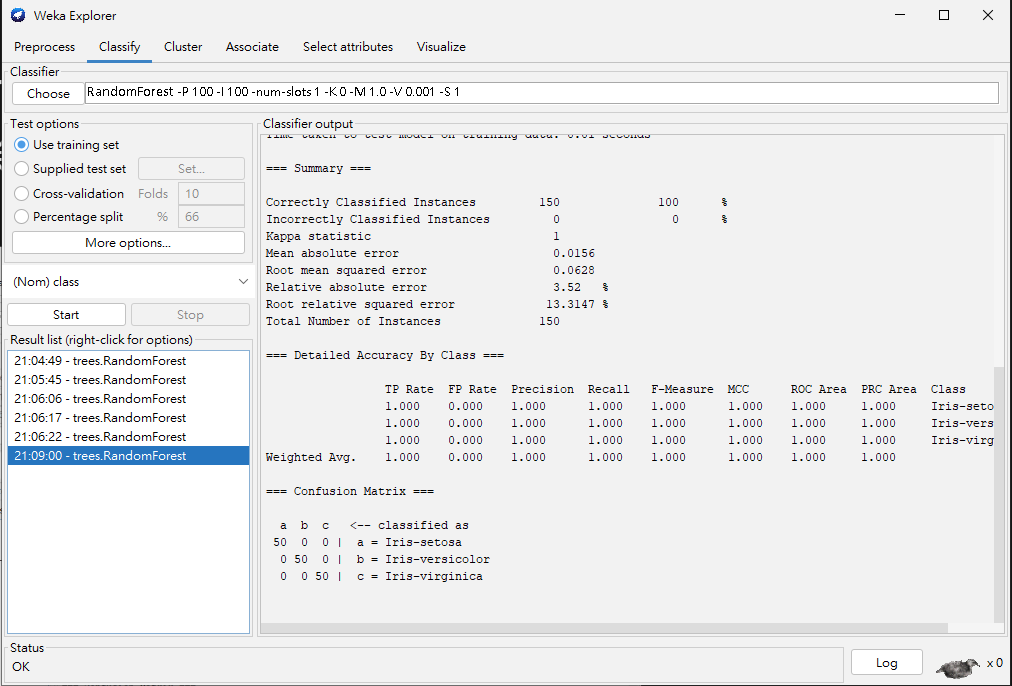 Weka Explorer
Preprocess Classify Cluster Associate Select attributes Visualize
Classifier
Choose RandomForest -P 100 -I 100 -num-slots 1 -K 0 -M 1.0 -V 0.001 -S 1
Test options
Use training set
Supplied test set Set...
Cross-validation Folds 10
Percentage split % 66
More options...
(Nom) class
Start Stop
Result list (right-click for options)
21:04:49 - trees.RandomForest
21:05:45 - trees.RandomForest
21:06:06 - trees.RandomForest
21:06:17 - trees.RandomForest
21:06:22 - trees.RandomForest
21:09:00 - trees.RandomForest
Classifier output
Time taken to test model on training data: 0.01 seconds
=== Summary ===
Correctly Classified Instances 150 100 %
Incorrectly Classified Instances 0 0 %
Kappa statistic 1
Mean absolute error 0.0156
Root mean squared error 0.0628
Relative absolute error 3.52 %
Root relative squared error 13.3147 %
Total Number of Instances 150
=== Detailed Accuracy By Class ===
TP Rate FP Rate Precision Recall F-Measure MCC ROC Area PRC Area Class
1.000 0.000 1.000 1.000 1.000 1.000 1.000 1.000 Iris-seto
1.000 0.000 1.000 1.000 1.000 1.000 1.000 1.000 Iris-vers
1.000 0.000 1.000 1.000 1.000 1.000 1.000 1.000 Iris-virg
Weighted Avg. 1.000 0.000 1.000 1.000 1.000 1.000 1.000 1.000
=== Confusion Matrix ===
a b c <-- classified as
50 0 0 | a = Iris-setosa
0 50 0 | b = Iris-versicolor
0 0 50 | c = Iris-virginica
Status
OK
Log x 0